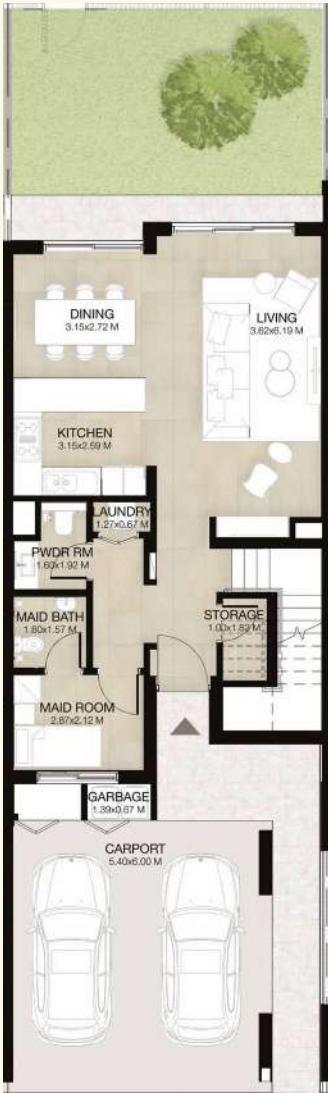 DINING
3.15x2.72 M
LIVING
3.62x6.19 M
KITCHEN
3.15x2.59 M
LAUNDRY
1.27x0.67 M
PWDR RM
1.60x1.92 M
MAID BATH
1.80x1.57 M
STORAGE
1.00x1.82 M
MAID ROOM
2.87x2.12 M
GARBAGE
1.39x0.67 M
CARPORT
5.40x6.00 M